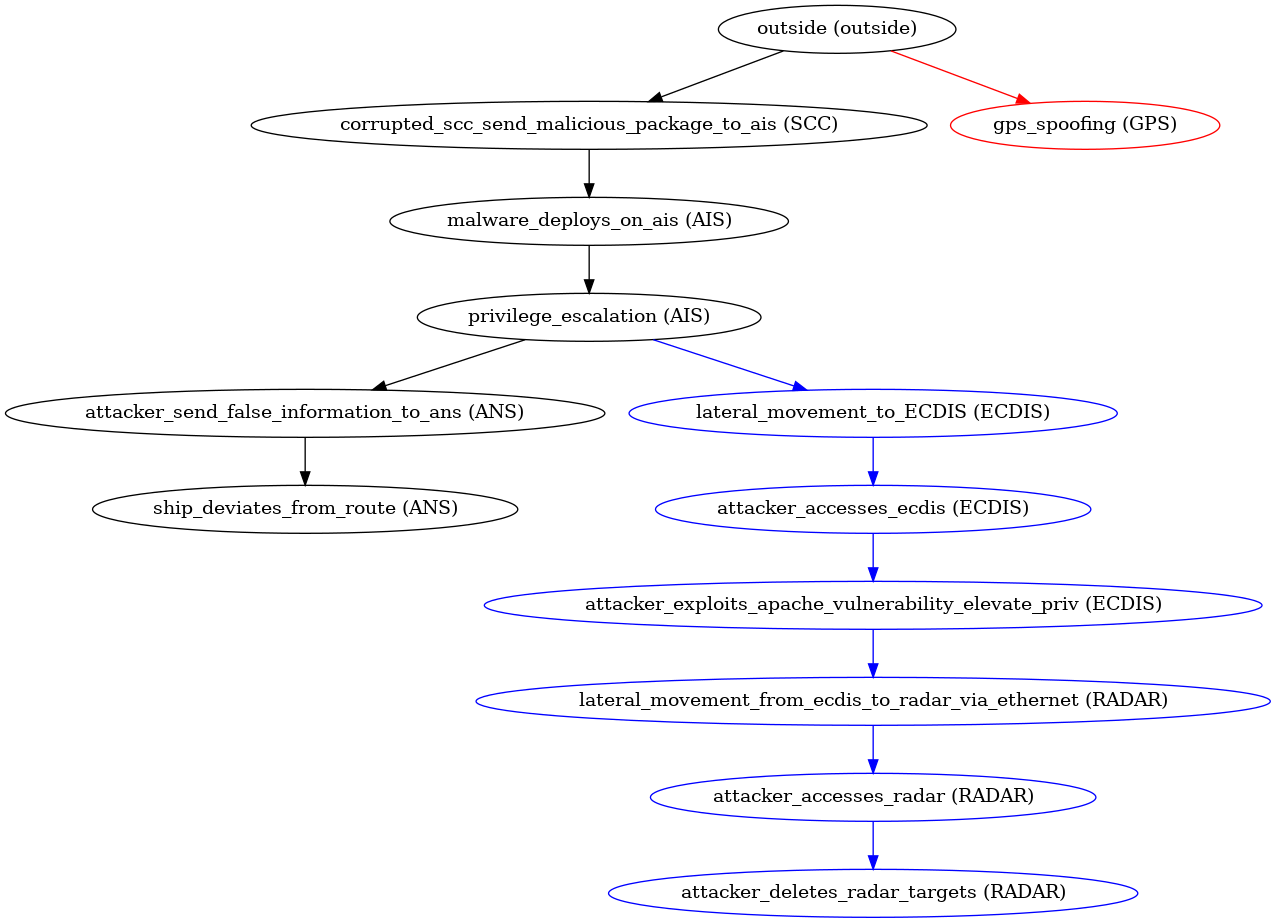 outside (outside)
corrupted_scc_send_malicious_package_to_ais (SCC)
gps_spoofing (GPS)
malware_deploys_on_ais (AIS)
privilege_escalation (AIS)
attacker_send_false_information_to_ans (ANS)
lateral_movement_to_ECDIS (ECDIS)
ship_deviates_from_route (ANS)
attacker_accesses_ecdis (ECDIS)
attacker_exploits_apache_vulnerability_elevate_priv (ECDIS)
lateral_movement_from_ecdis_to_radar_via_ethernet (RADAR)
attacker_accesses_radar (RADAR)
attacker_deletes_radar_targets (RADAR)